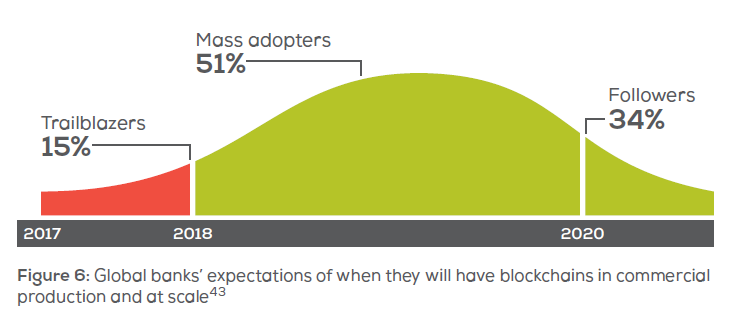 Mass adopters
51%
Followers
34%
Trailblazers
15%
2017 2018 2020
Figure 6: Global banks’ expectations of when they will have blockchains in commercial
production and at scale43